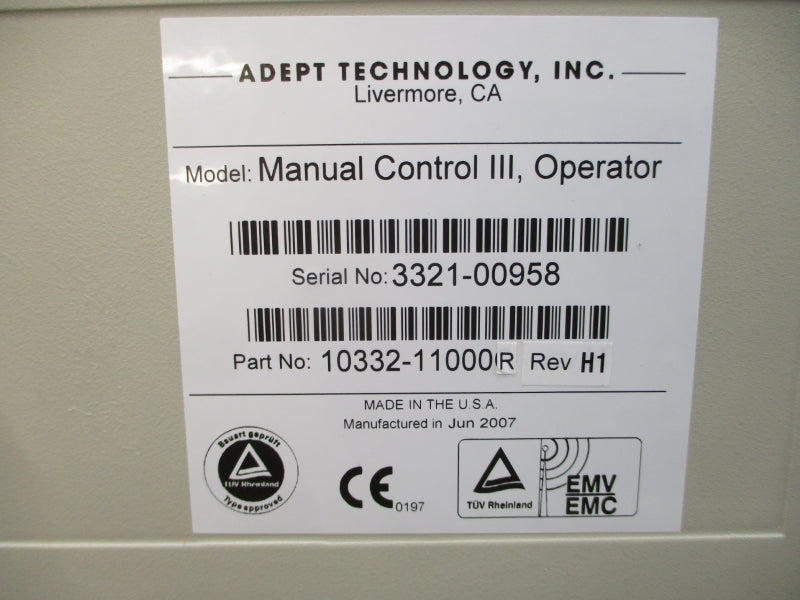 ADEPT TECHNOLOGY, INC.
Livermore, CA
Model: Manual Control III, Operator
Serial No: 3321-00958
Part No: 10332-11000R Rev H1
MADE IN THE U.S.A.
Manufactured in Jun 2007
Bauart geprüft
TÜV Rheinland
Type approved
CE 0197
TÜV Rheinland
EMV
EMC